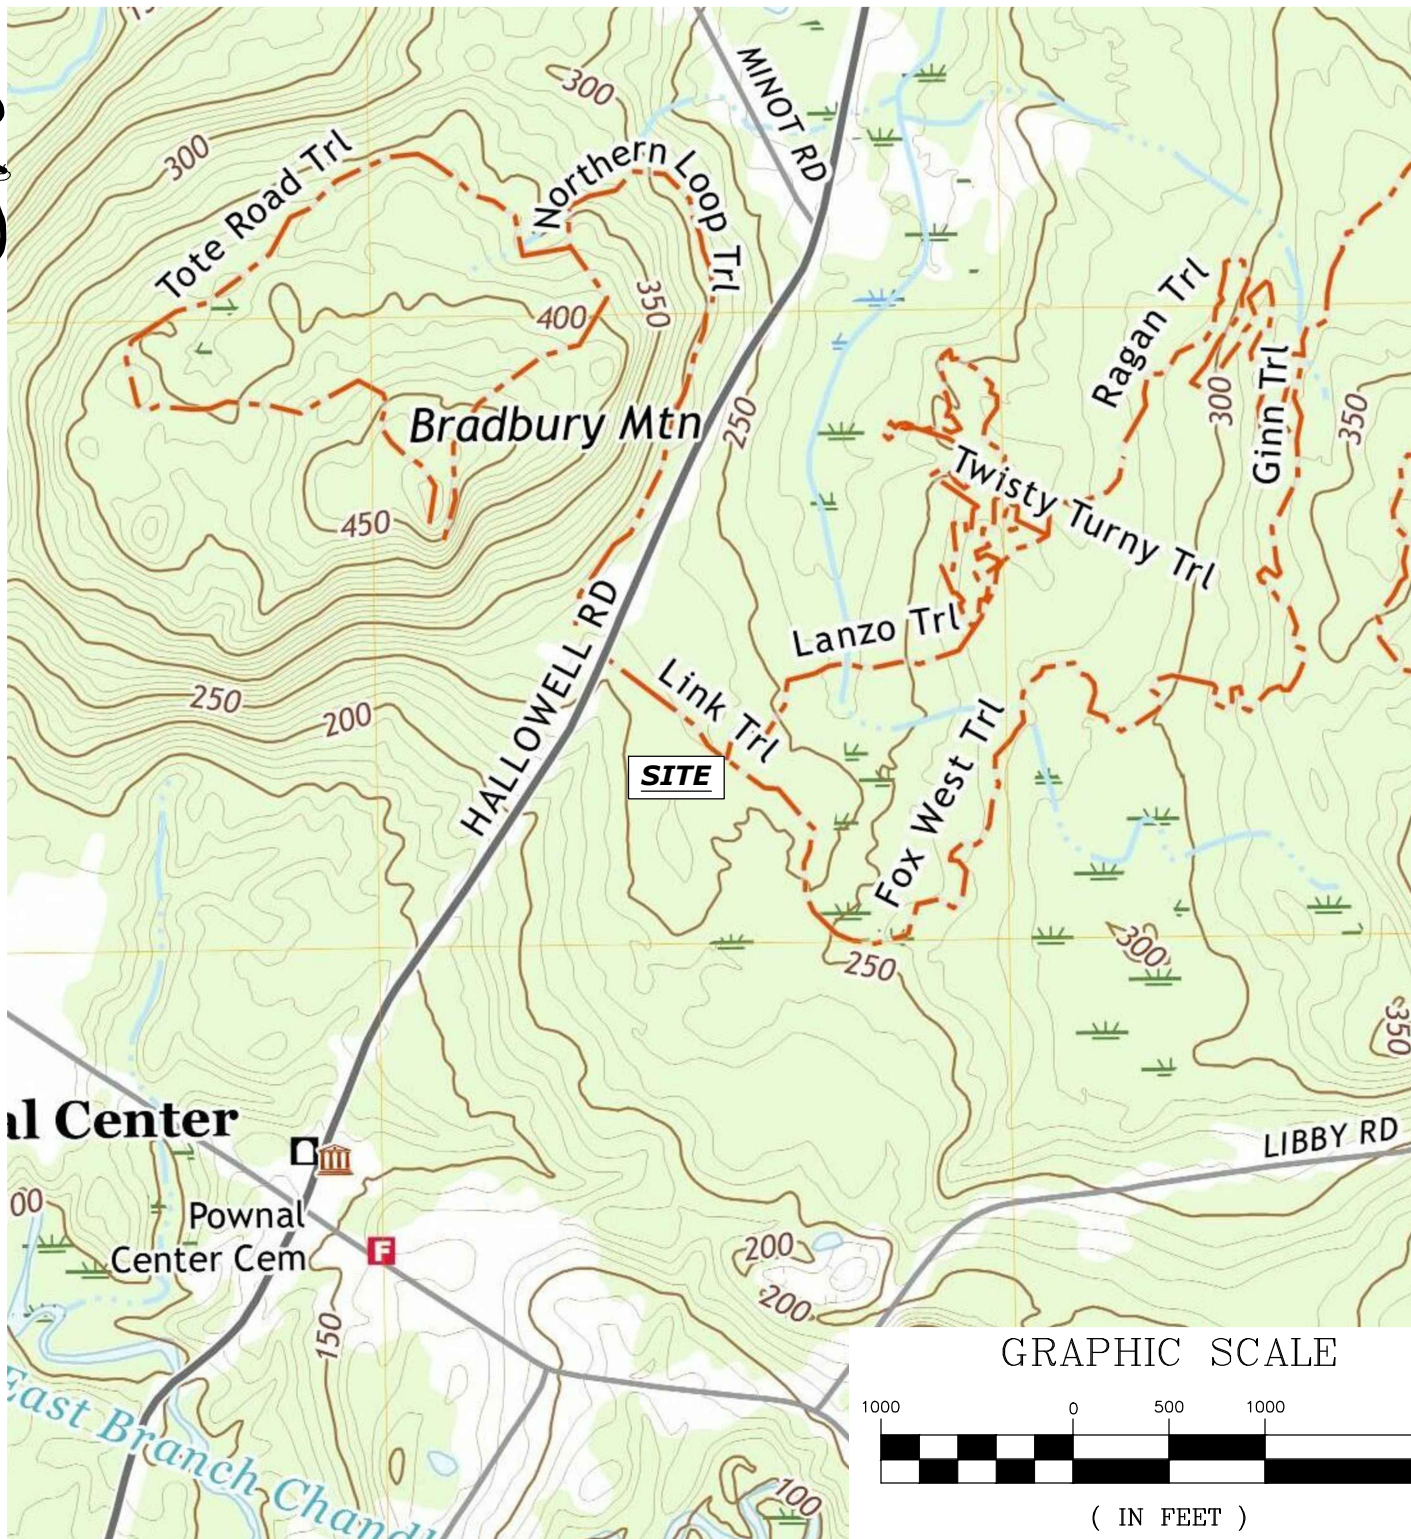 MINOT RD
300
300
Tote Road Trl
Northern Loop Trl
350
400
Ragan Trl
300
Ginn Trl
350
250
Bradbury Mtn
Twisty Turny Trl
450
Lanzo Trl
HALLOWELL RD
Link Trl
250
200
Fox West Trl
SITE
300
250
350
al Center
LIBBY RD
00
Pownal
Center Cem
F
200
200
150
GRAPHIC SCALE
1000 0 500 1000
( IN FEET )
East Branch Chandl
100